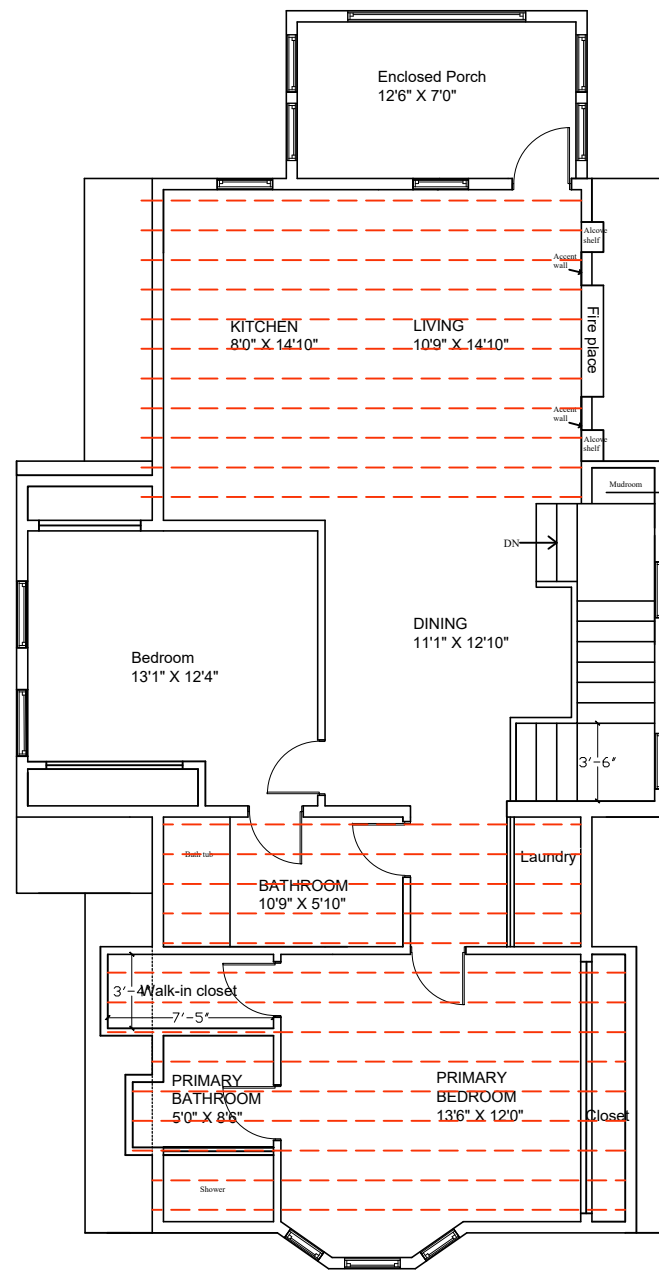 Enclosed Porch
12'6" X 7'0"
Alcove
shelf
Accent
wall
KITCHEN
8'0" X 14'10"
LIVING
10'9" X 14'10"
Fire place
Accent
wall
Alcove
shelf
Mudroom
DN
DINING
11'1" X 12'10"
Bedroom
13'1" X 12'4"
3'-6"
Bath tub
Laundry
BATHROOM
10'9" X 5'10"
3'-4"
Walk-in closet
7'-5"
PRIMARY
BATHROOM
5'0" X 8'6"
PRIMARY
BEDROOM
13'6" X 12'0"
Closet
Shower